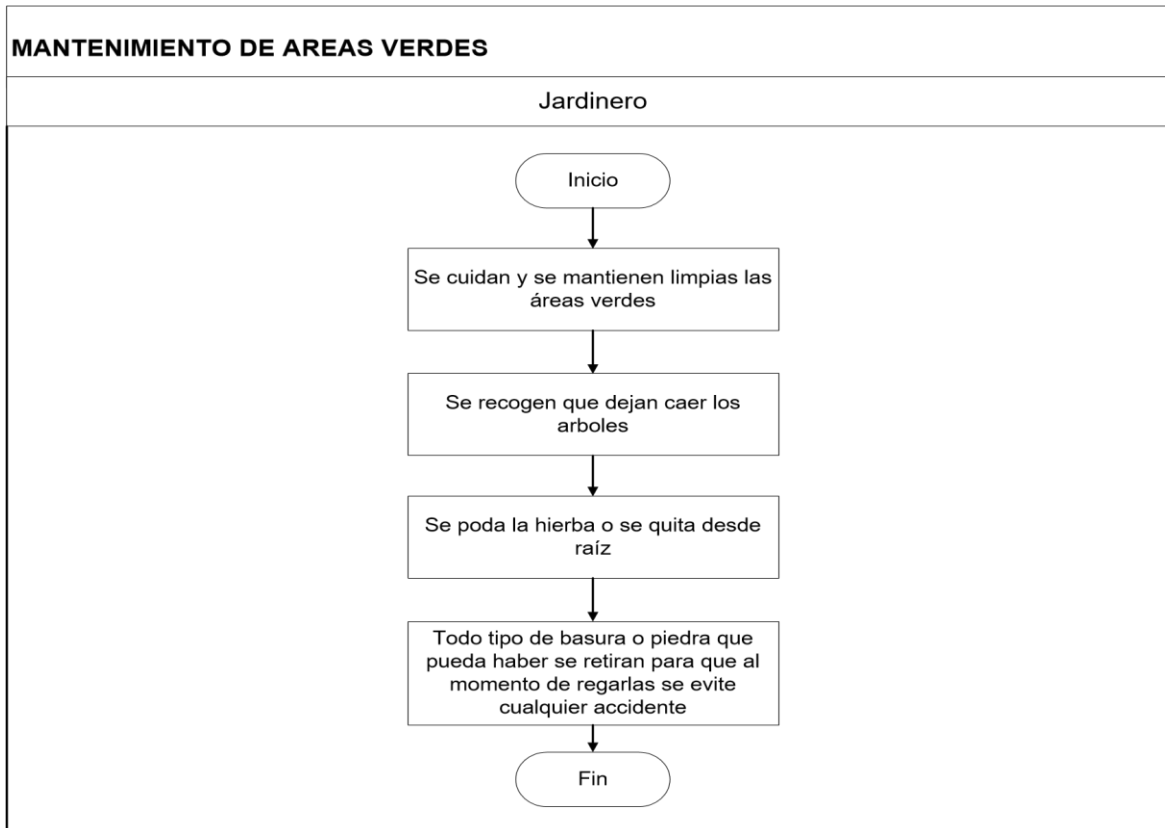 MANTENIMIENTO DE AREAS VERDES
Jardinero
Inicio
Se cuidan y se mantienen limpias las
áreas verdes
Se recogen que dejan caer los
arboles
Se poda la hierba o se quita desde
raíz
Todo tipo de basura o piedra que
pueda haber se retiran para que al
momento de regarlas se evite
cualquier accidente
Fin